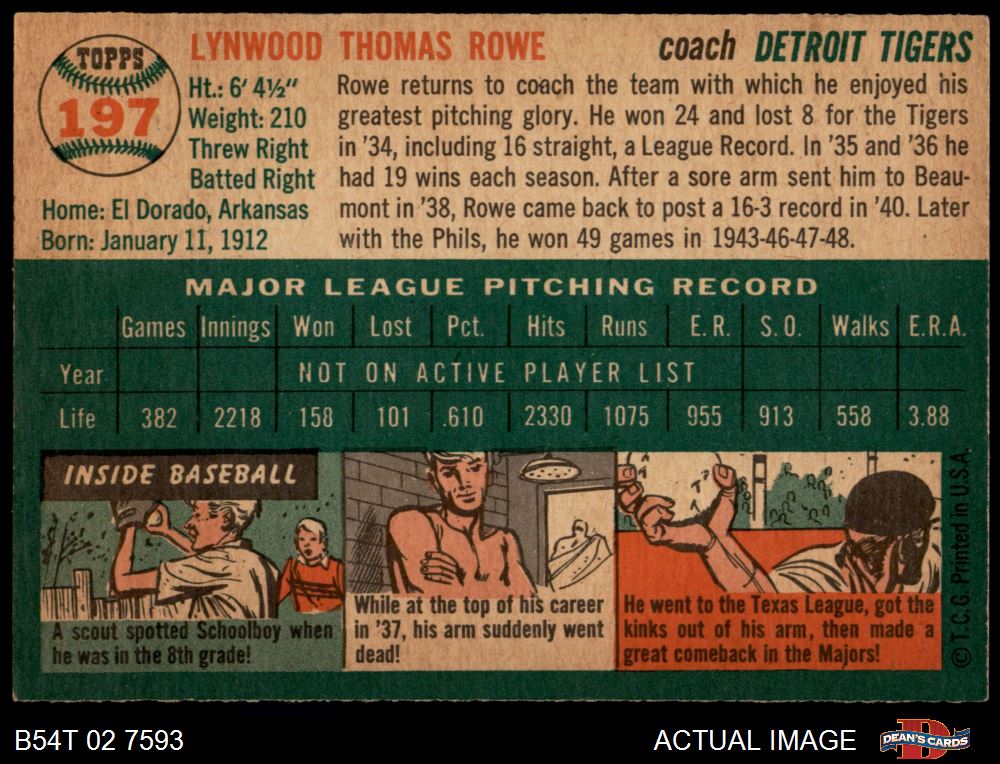 TOPPS
197
LYNWOOD THOMAS ROWE
coach DETROIT TIGERS
Ht.: 6' 4½"
Weight: 210
Threw Right
Batted Right
Home: El Dorado, Arkansas
Born: January 11, 1912
Rowe returns to coach the team with which he enjoyed his
greatest pitching glory. He won 24 and lost 8 for the Tigers
in '34, including 16 straight, a League Record. In '35 and '36 he
had 19 wins each season. After a sore arm sent him to Beau-
mont in '38, Rowe came back to post a 16-3 record in '40. Later
with the Phils, he won 49 games in 1943-46-47-48.
MAJOR LEAGUE PITCHING RECORD
Games Innings Won Lost Pct. Hits Runs E.R. S.O. Walks E.R.A.
Year NOT ON ACTIVE PLAYER LIST
Life 382 2218 158 101 .610 2330 1075 955 913 558 3.88
INSIDE BASEBALL
A scout spotted Schoolboy when
he was in the 8th grade!
While at the top of his career
in '37, his arm suddenly went
dead!
He went to the Texas League, got the
kinks out of his arm, then made a
great comeback in the Majors!
© T.C.G. Printed in U.S.A.
B54T 02 7593
ACTUAL IMAGE
DEAN'S CARDS